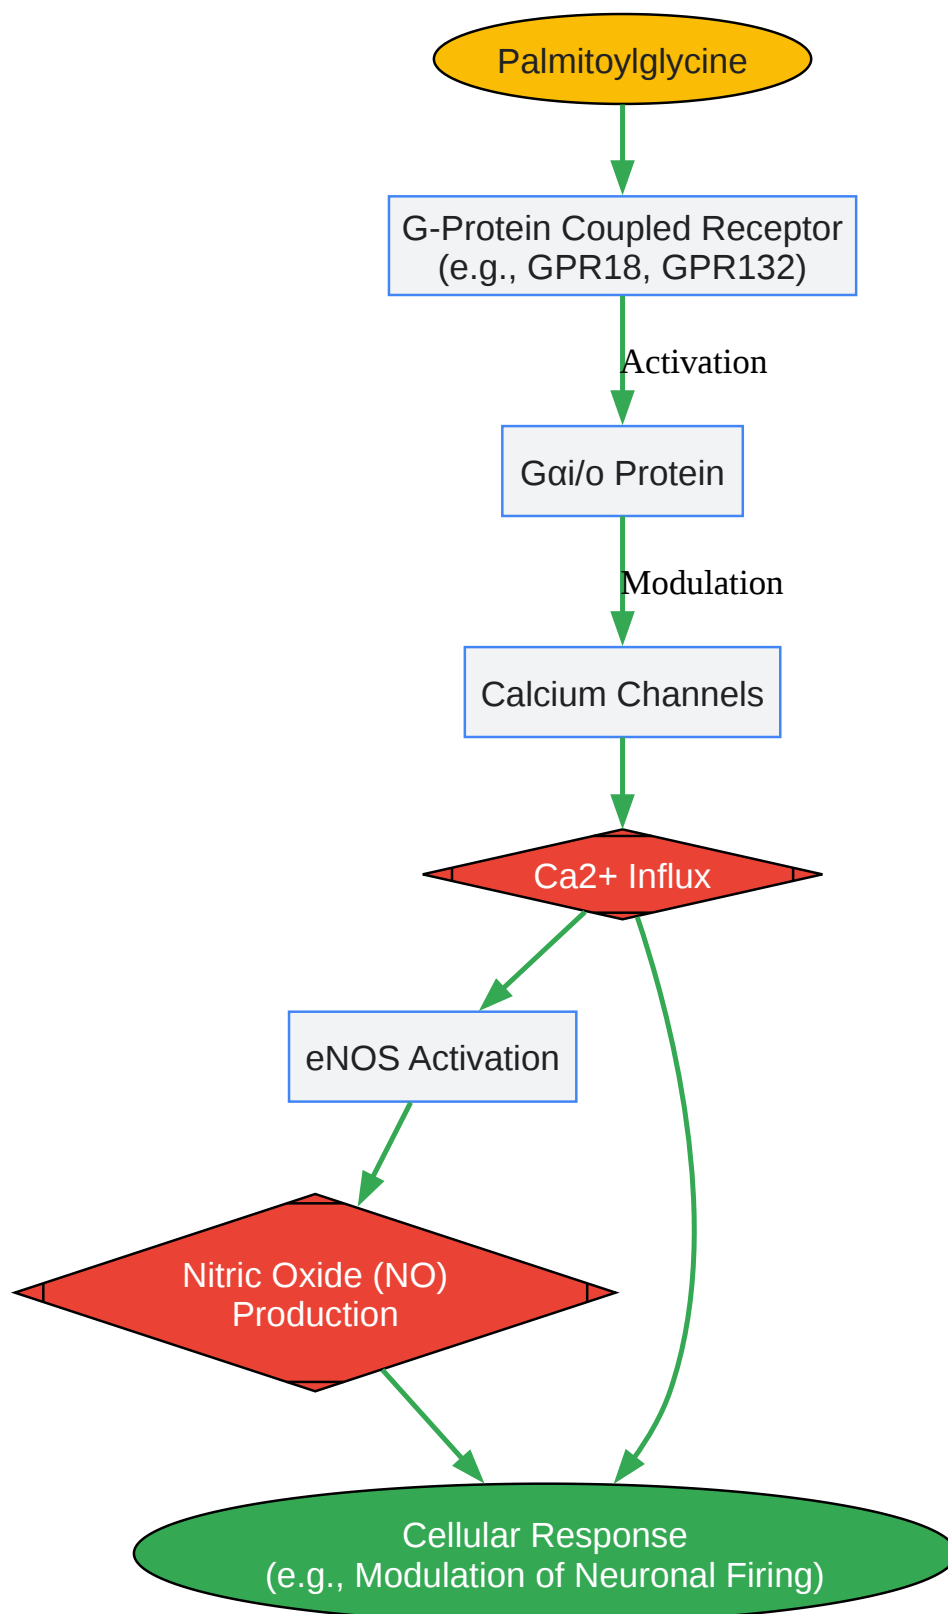 Palmitoylglycine
G-Protein Coupled Receptor
(e.g., GPR18, GPR132)
Activation
Gαi/o Protein
Modulation
Calcium Channels
Ca2+ Influx
eNOS Activation
Nitric Oxide (NO)
Production
Cellular Response
(e.g., Modulation of Neuronal Firing)